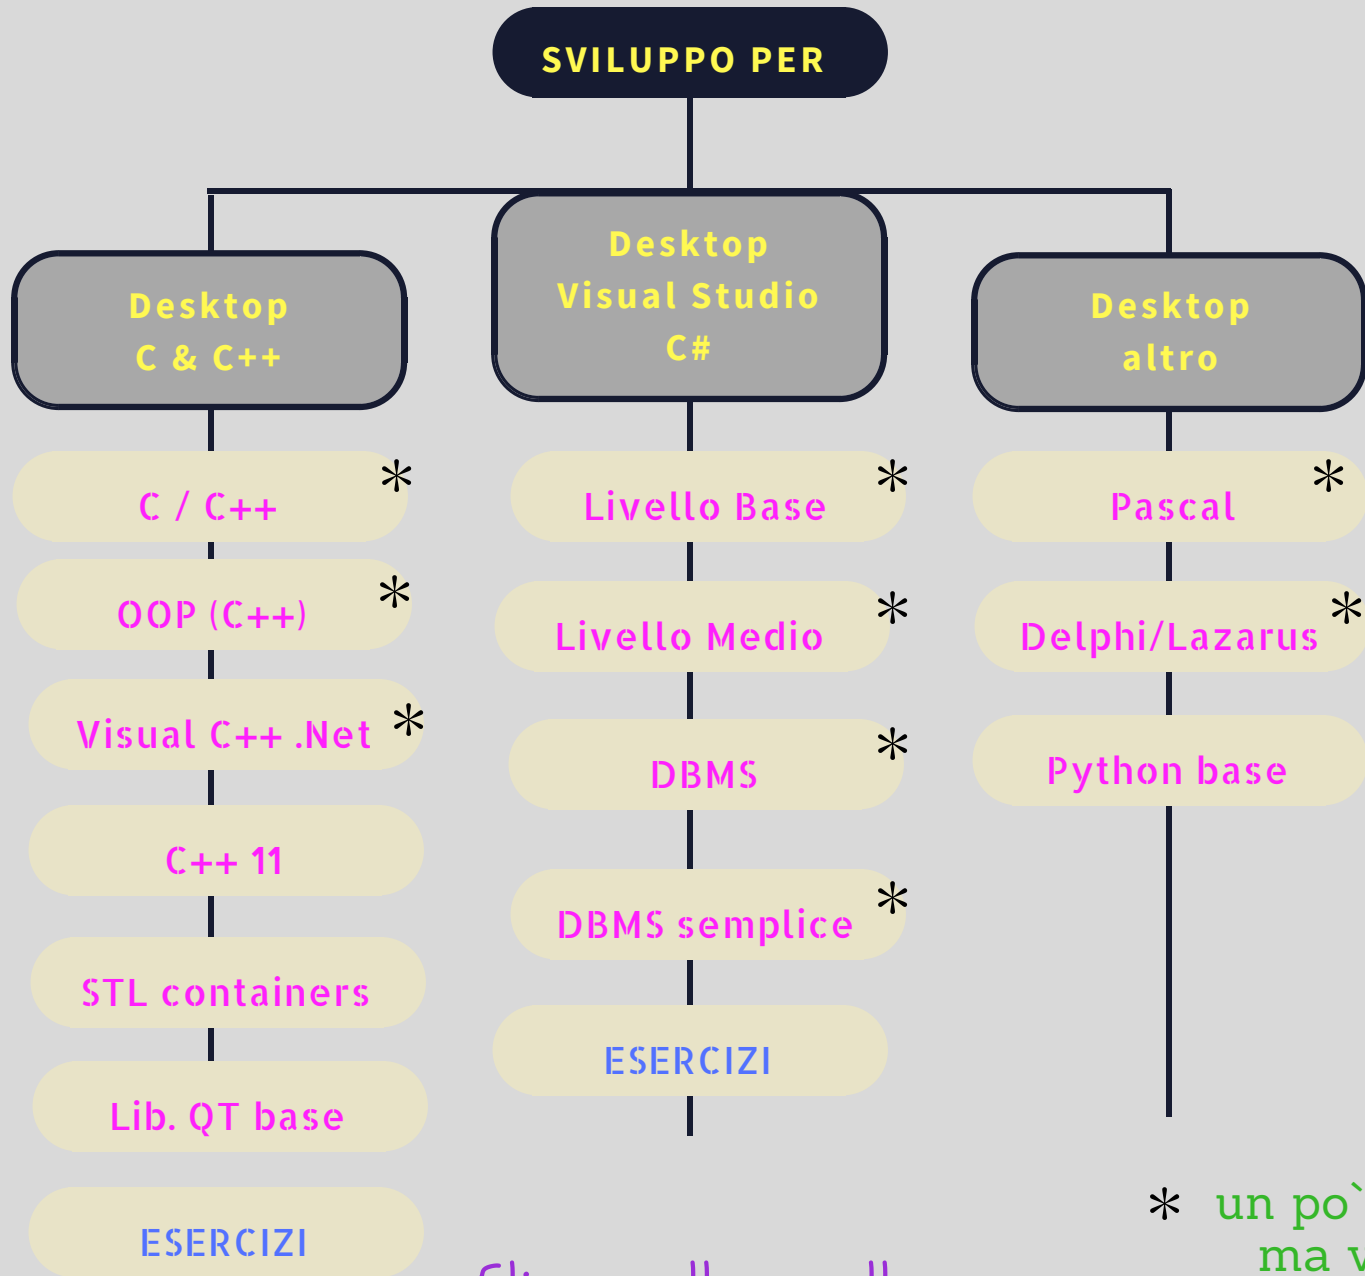 SVILUPPO PER
Desktop
C & C++
C / C++ *
OOP (C++) *
Visual C++ .Net *
C++ 11
STL containers
Lib. QT base
ESERCIZI
Desktop
Visual Studio
C#
Livello Base *
Livello Medio *
DBMS *
DBMS semplice *
ESERCIZI
Desktop
altro
Pascal *
Delphi/Lazarus *
Python base
* un po`
ma